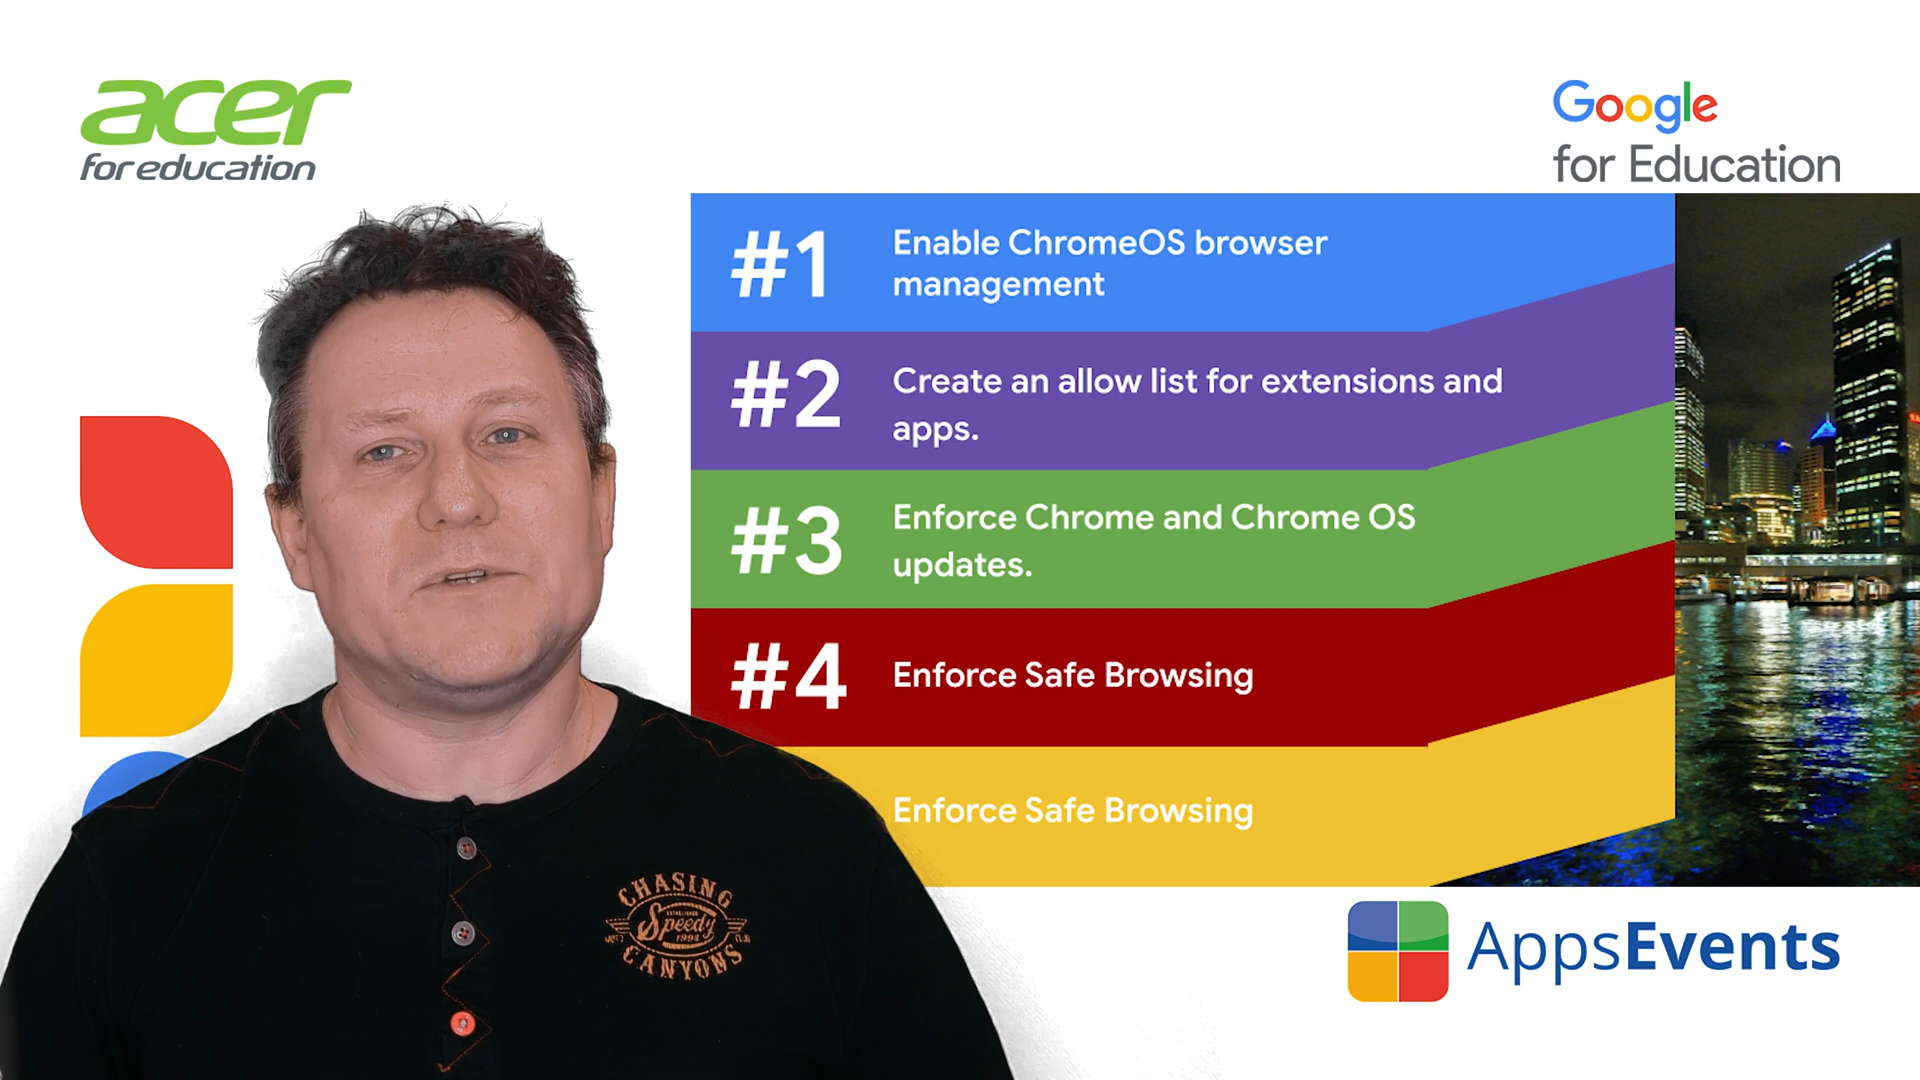 acer
for education
Google
for Education
#1
Enable ChromeOS browser
management
#2
Create an allow list for extensions and
apps.
#3
Enforce Chrome and Chrome OS
updates.
#4
Enforce Safe Browsing
Enforce Safe Browsing
CHASING
ESTABLISHED
Speedy
1998
CANYONS
AppsEvents